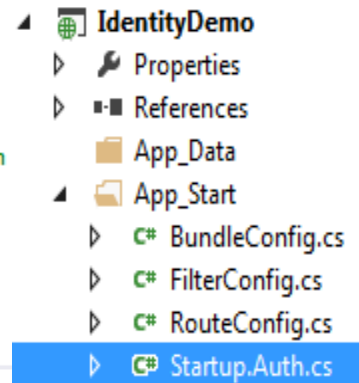 IdentityDemo
Properties
References
App_Data
App_Start
C# BundleConfig.cs
C# FilterConfig.cs
C# RouteConfig.cs
C# Startup.Auth.cs